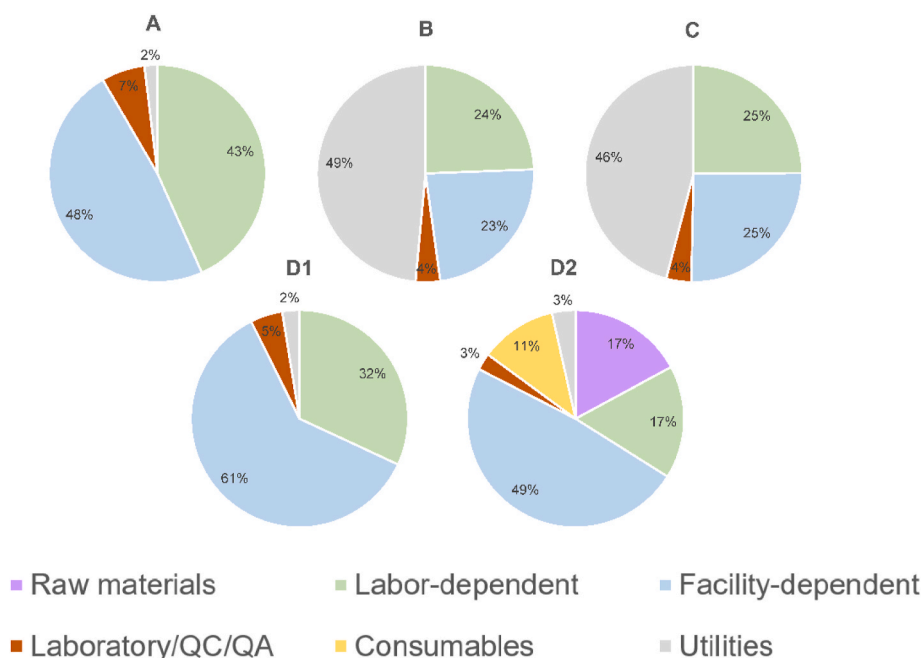 A
B
C
2%
7%
43%
48%
24%
49%
23%
4%
25%
46%
25%
4%
D1
D2
2%
5%
32%
61%
3%
11%
17%
3%
17%
49%
Raw materials
Labor-dependent
Facility-dependent
Laboratory/QC/QA
Consumables
Utilities